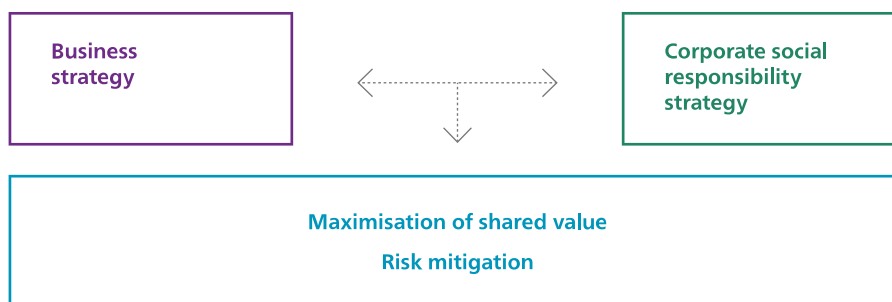 Business
strategy
Corporate social
responsibility
strategy
Maximisation of shared value
Risk mitigation